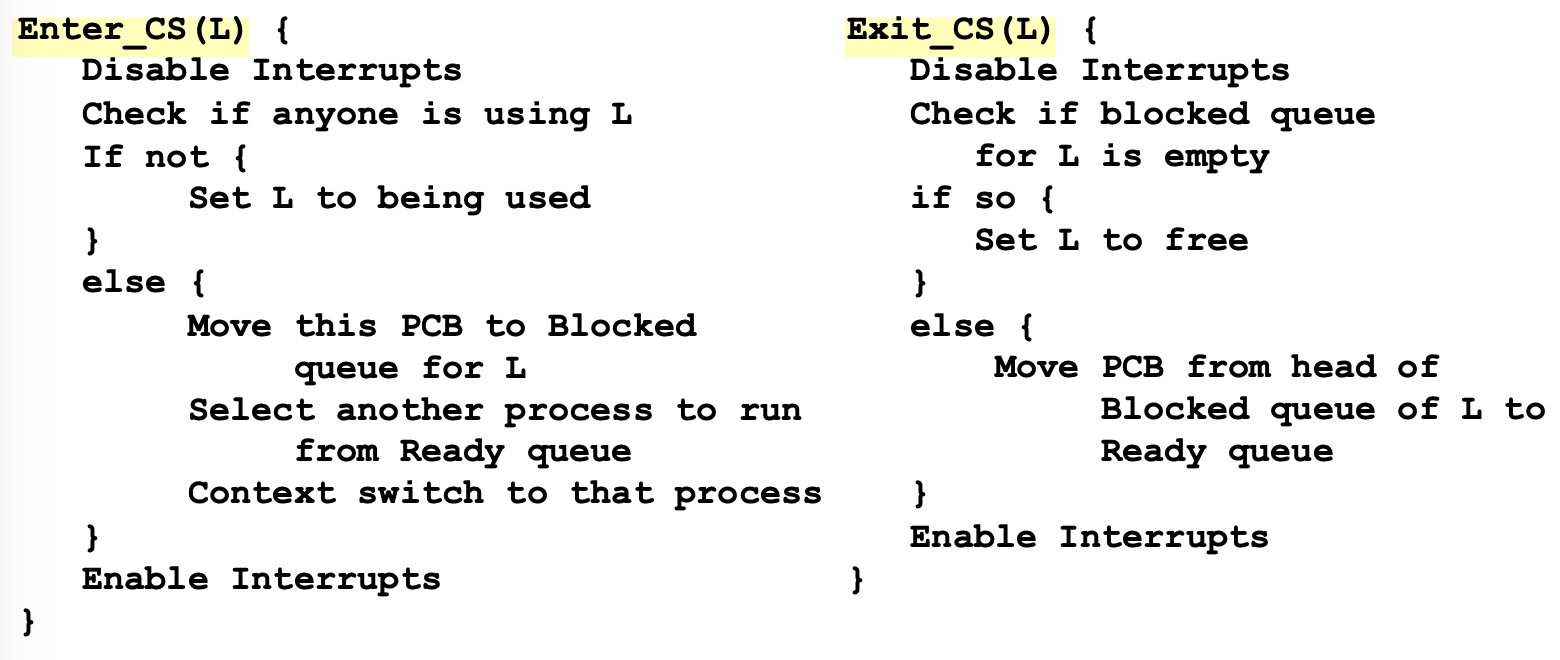 Enter_CS(L) {
Disable Interrupts
Check if anyone is using L
If not {
Set L to being used
}
else {
Move this PCB to Blocked
queue for L
Select another process to run
from Ready queue
Context switch to that process
}
Enable Interrupts
}
Exit_CS(L) {
Disable Interrupts
Check if blocked queue
for L is empty
if so {
Set L to free
}
else {
Move PCB from head of
Blocked queue of L to
Ready queue
}
Enable Interrupts
}